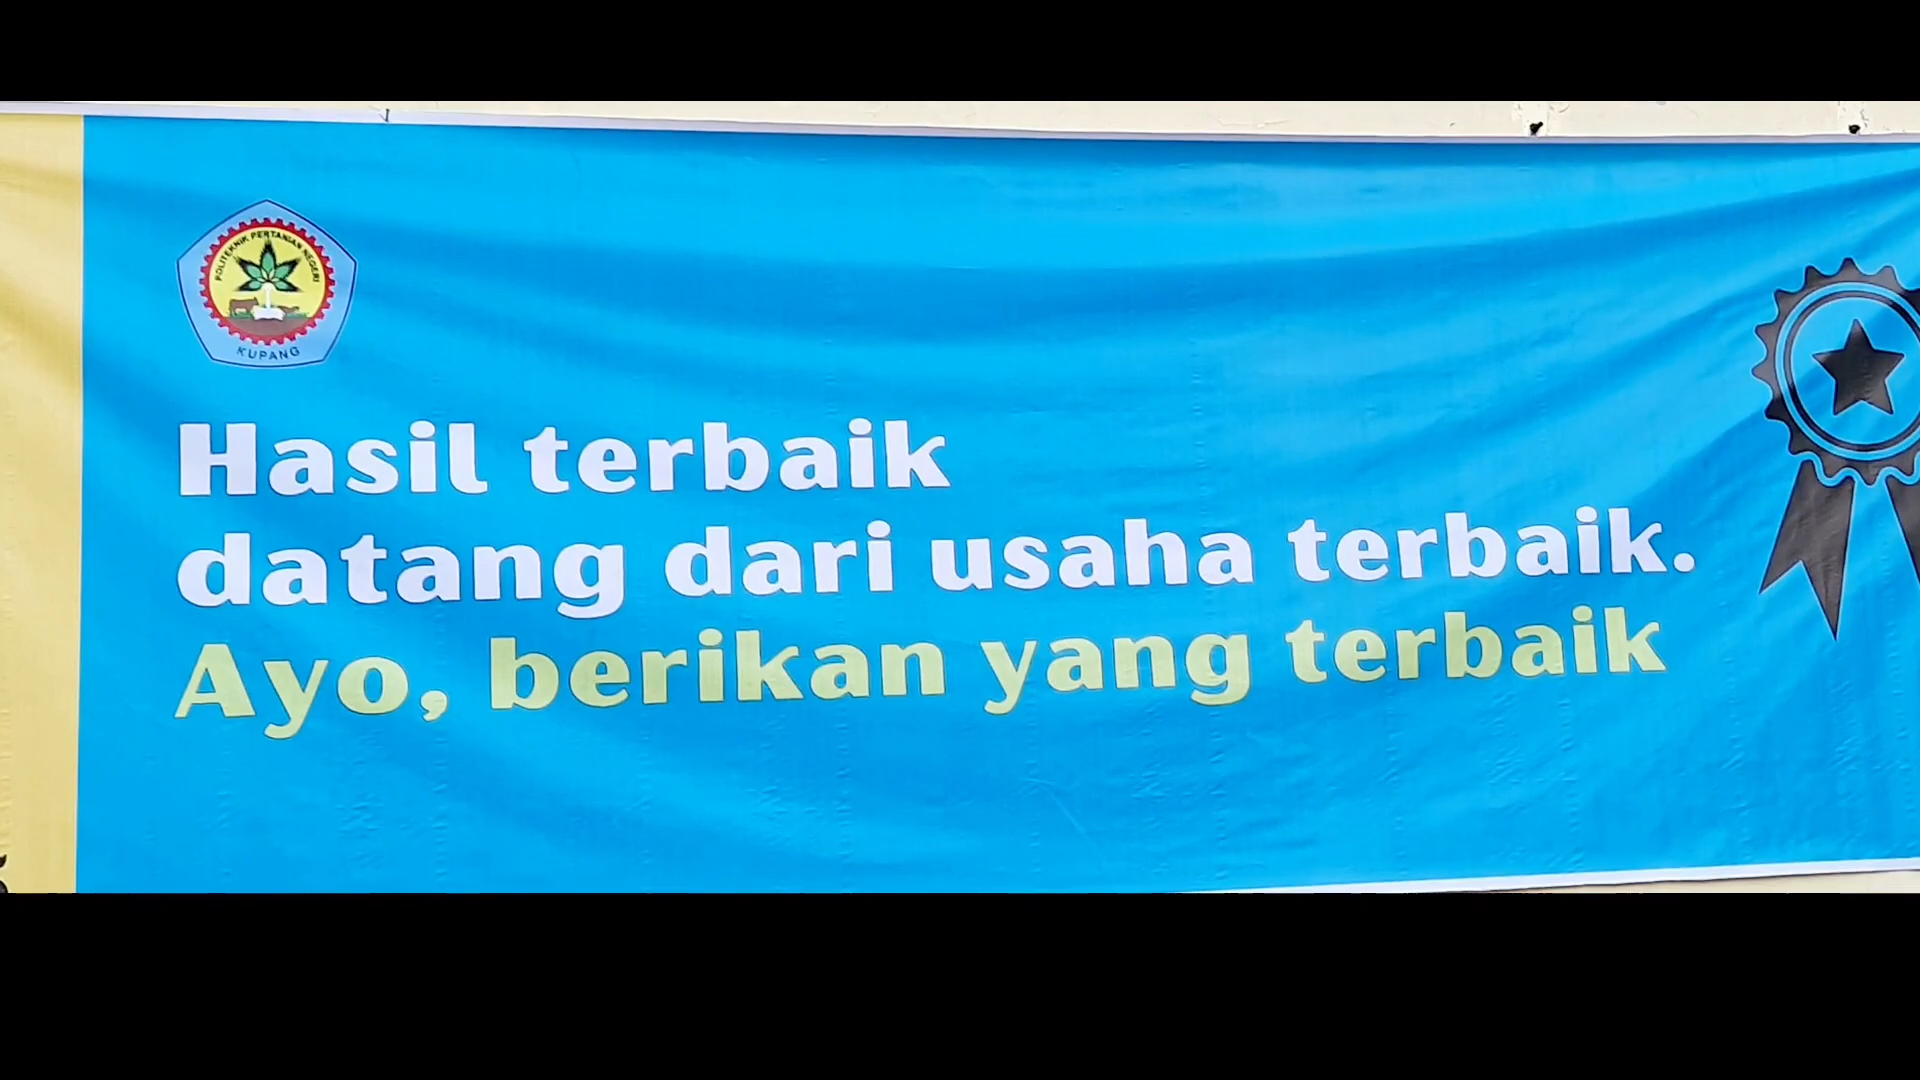 POLITEKNIK PERTANIAN NEGERI
KUPANG
Hasil terbaik
datang dari usaha terbaik.
Ayo, berikan yang terbaik